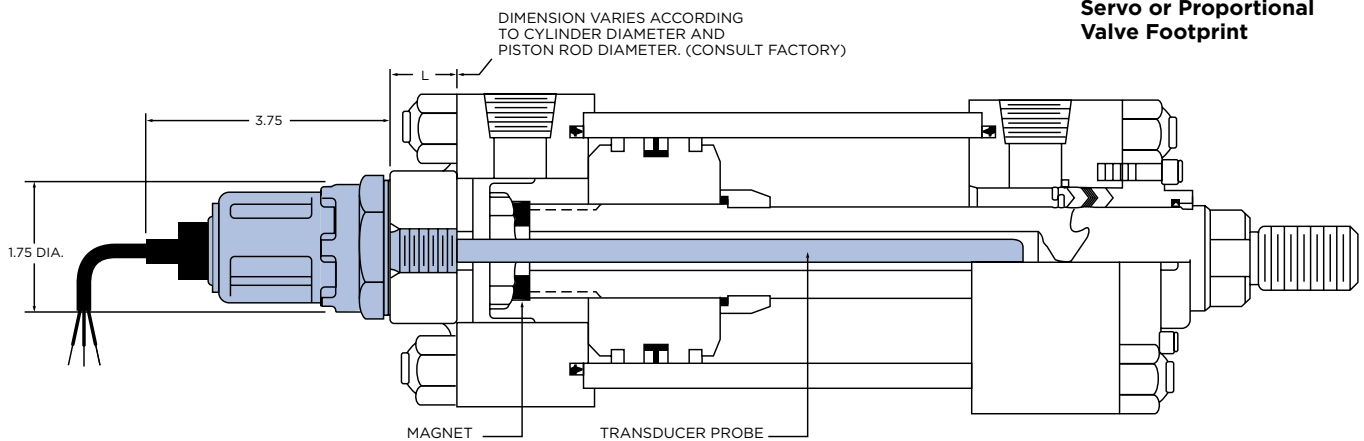 Servo or Proportional
Valve Footprint
DIMENSION VARIES ACCORDING
TO CYLINDER DIAMETER AND
PISTON ROD DIAMETER. (CONSULT FACTORY)
L
3.75
1.75 DIA.
MAGNET
TRANSDUCER PROBE